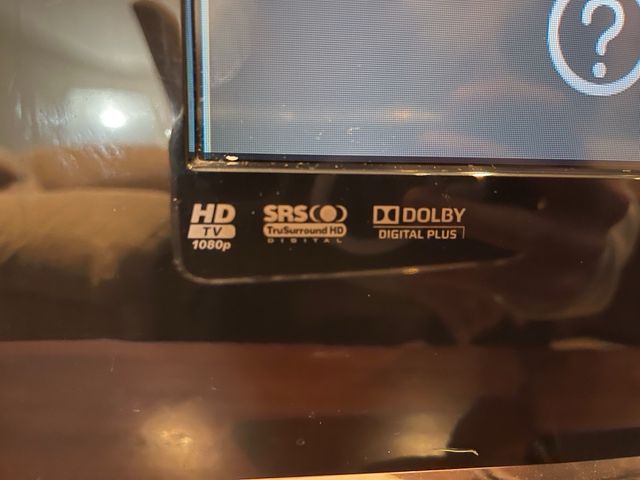 ?
HD
TV
1080p
SRS
TruSurround HD
DIGITAL
DOLBY
DIGITAL PLUS